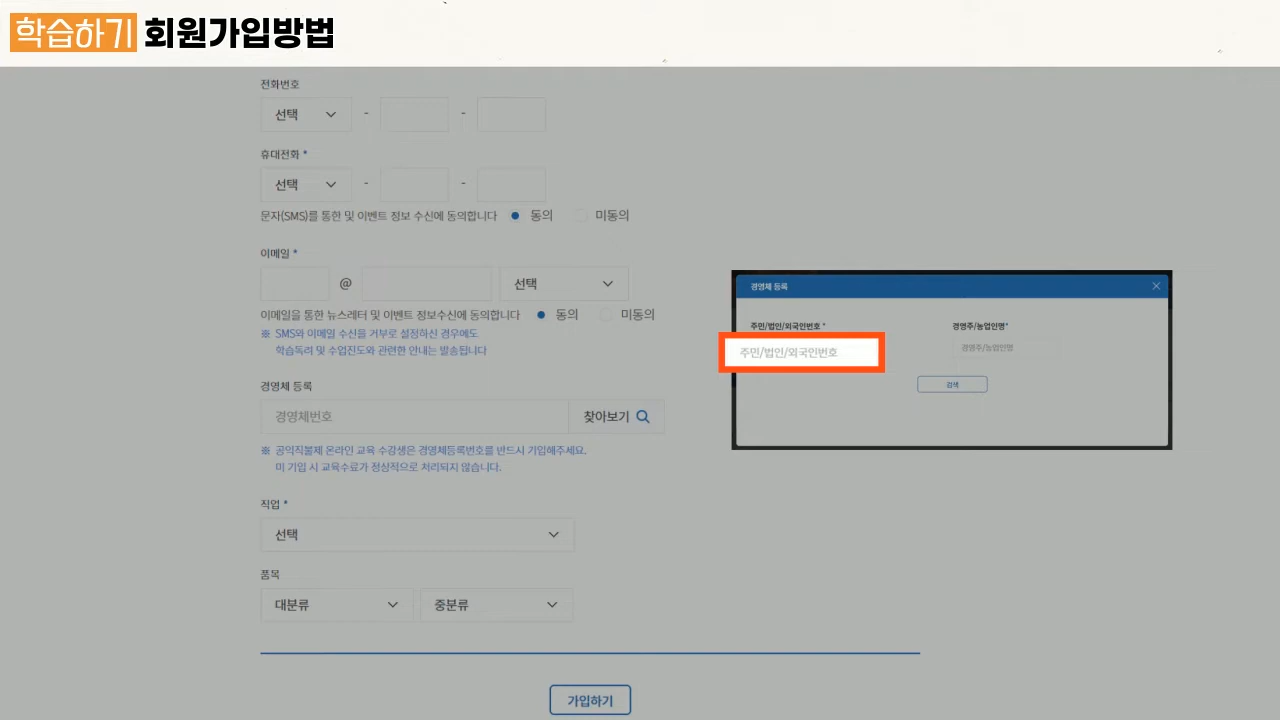 학습하기 회원가입방법
전화번호
선택 - -
휴대전화 *
선택 - -
문자(SMS)를 통한 및 이벤트 정보 수신에 동의합니다 동의 미동의
이메일 *
@ 선택
이메일을 통한 뉴스레터 및 이벤트 정보수신에 동의합니다 동의 미동의
※ SMS와 이메일 수신을 거부로 설정하신 경우에도
학습독려 및 수업진도와 관련한 안내는 발송됩니다
경영체 등록
경영체번호 찾아보기
※ 공익직불제 온라인 교육 수강생은 경영체등록번호를 반드시 기입해주세요.
미 기입 시 교육수료가 정상적으로 처리되지 않습니다.
직업 *
선택
품목
대분류 중분류
가입하기
경영체 등록
주민/법인/외국인번호 * 경영주/농업인명*
주민/법인/외국인번호 경영주/농업인명
검색